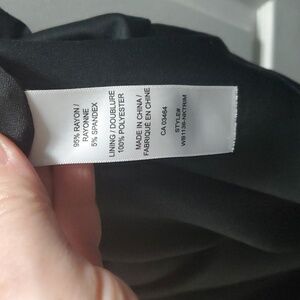 95% RAYON /
RAYONNE
5% SPANDEX
LINING / DOUBLURE
100% POLYESTER
MADE IN CHINA /
FABRIQUÉ EN CHINE
CA 03464
STYLE#
WB1136-NKTRIM